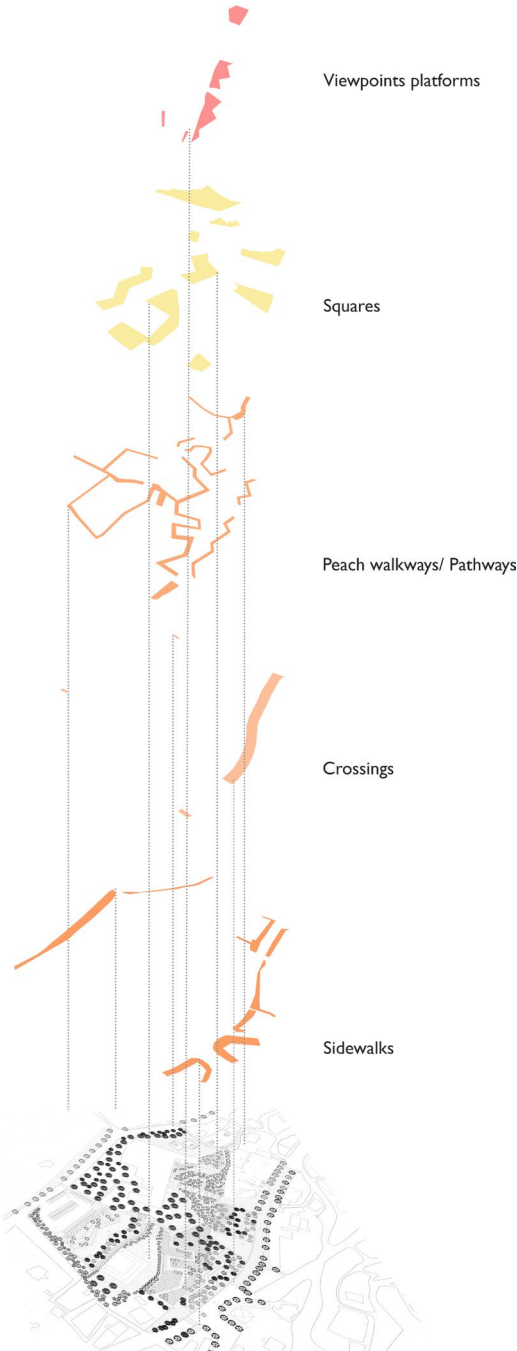 Viewpoints platforms
Squares
Peach walkways/ Pathways
Crossings
Sidewalks